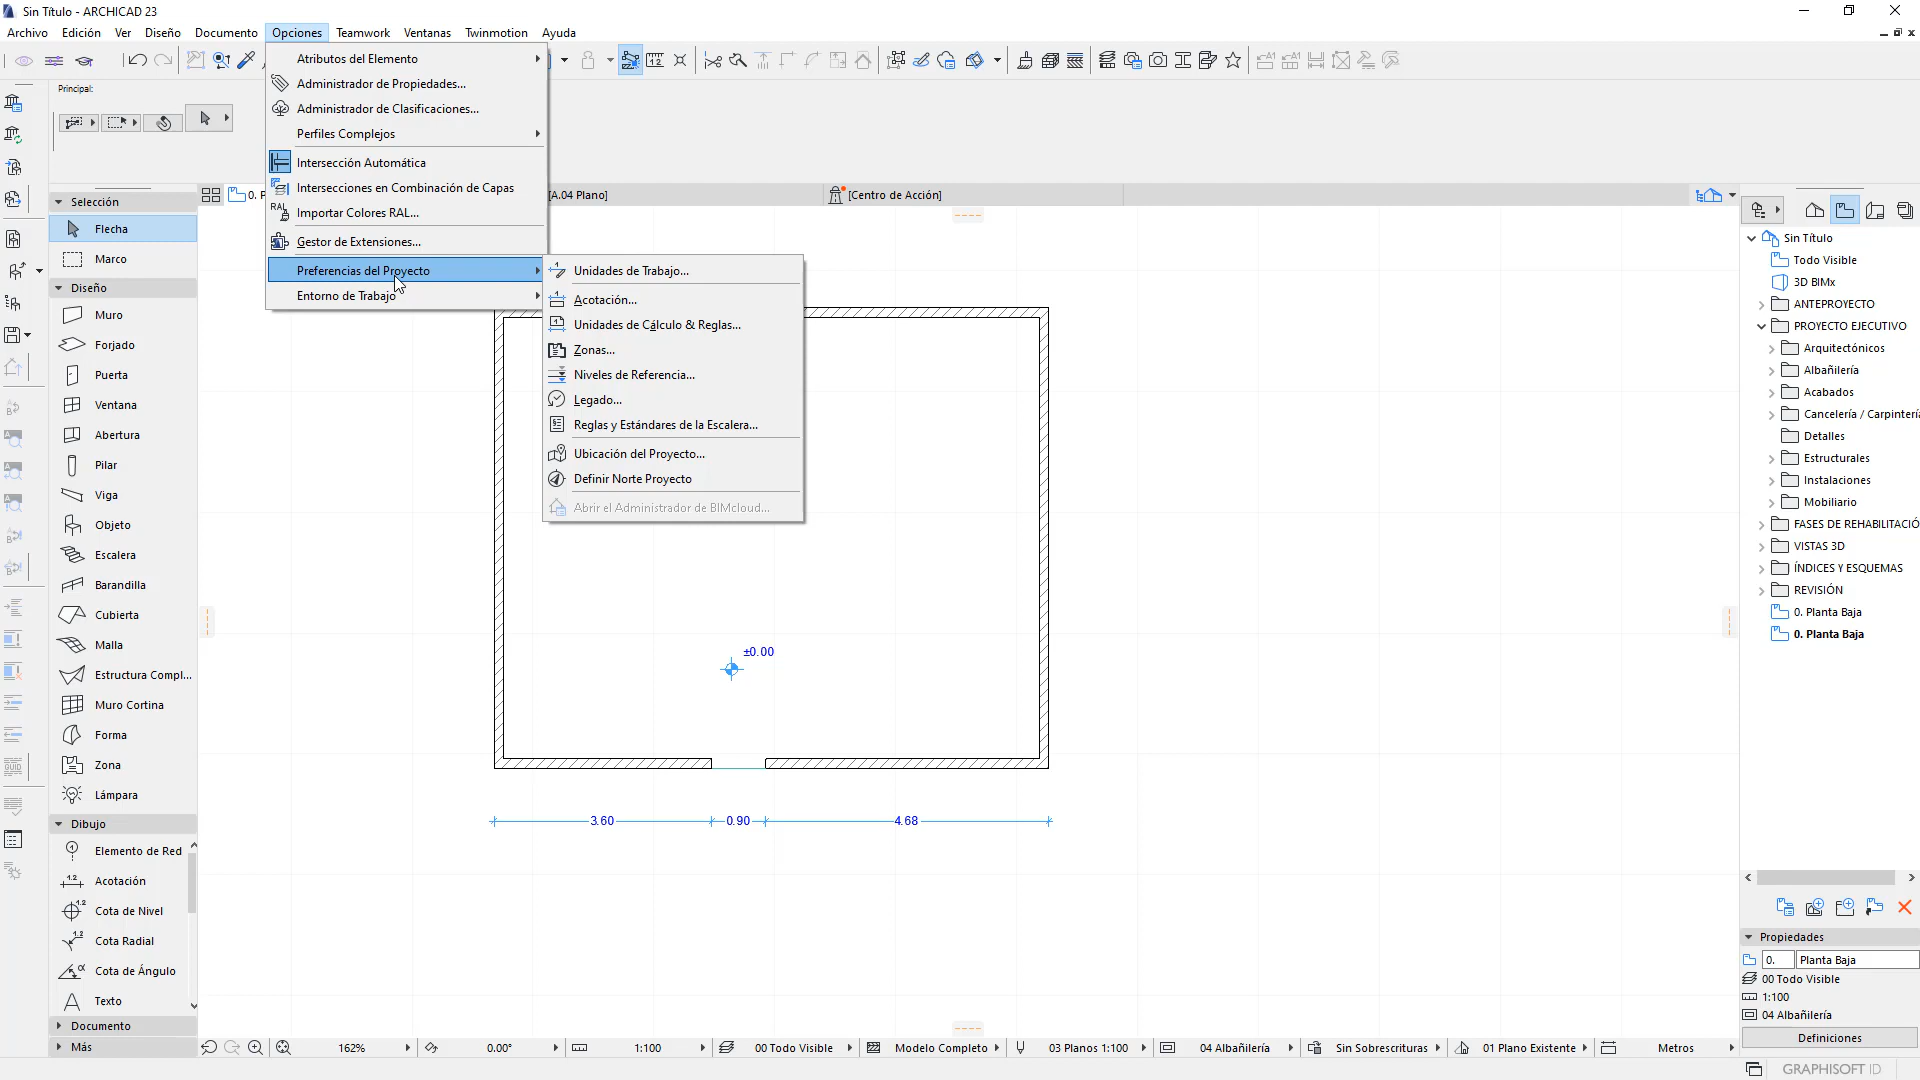 Sin Título - ARCHICAD 23
Archivo Edición Ver Diseño Documento Opciones Teamwork Ventanas Twinmotion Ayuda
Principal:
Atributos del Elemento
Administrador de Propiedades...
Administrador de Clasificaciones...
Perfiles Complejos
Intersección Automática
Intersecciones en Combinación de Capas
RAL
Importar Colores RAL...
Gestor de Extensiones...
Preferencias del Proyecto
Entorno de Trabajo
Unidades de Trabajo...
Acotación...
Unidades de Cálculo & Reglas...
Zonas...
Niveles de Referencia...
Legado...
Reglas y Estándares de la Escalera...
Ubicación del Proyecto...
Definir Norte Proyecto
Abrir el Administrador de BIMcloud...
0. P
[A.04 Plano]
[Centro de Acción]
Selección
Flecha
Marco
Diseño
Muro
Forjado
Puerta
Ventana
Abertura
Pilar
Viga
Objeto
Escalera
Barandilla
Cubierta
Malla
Estructura Compl...
Muro Cortina
Forma
Zona
Lámpara
Dibujo
Elemento de Red
Acotación
Cota de Nivel
Cota Radial
Cota de Ángulo
Texto
Documento
Más
±0.00
3.60 0.90 4.68
Sin Título
Todo Visible
3D BIMx
ANTEPROYECTO
PROYECTO EJECUTIVO
Arquitectónicos
Albañilería
Acabados
Cancelería / Carpinterí
Detalles
Estructurales
Instalaciones
Mobiliario
FASES DE REHABILITACIÓ
VISTAS 3D
ÍNDICES Y ESQUEMAS
REVISIÓN
0. Planta Baja
0. Planta Baja
Propiedades
0. Planta Baja
00 Todo Visible
1:100
04 Albañilería
Definiciones
162% 0.00° 1:100 00 Todo Visible Modelo Completo 03 Planos 1:100 04 Albañilería Sin Sobrescrituras 01 Plano Existente Metros
GRAPHISOFT ID